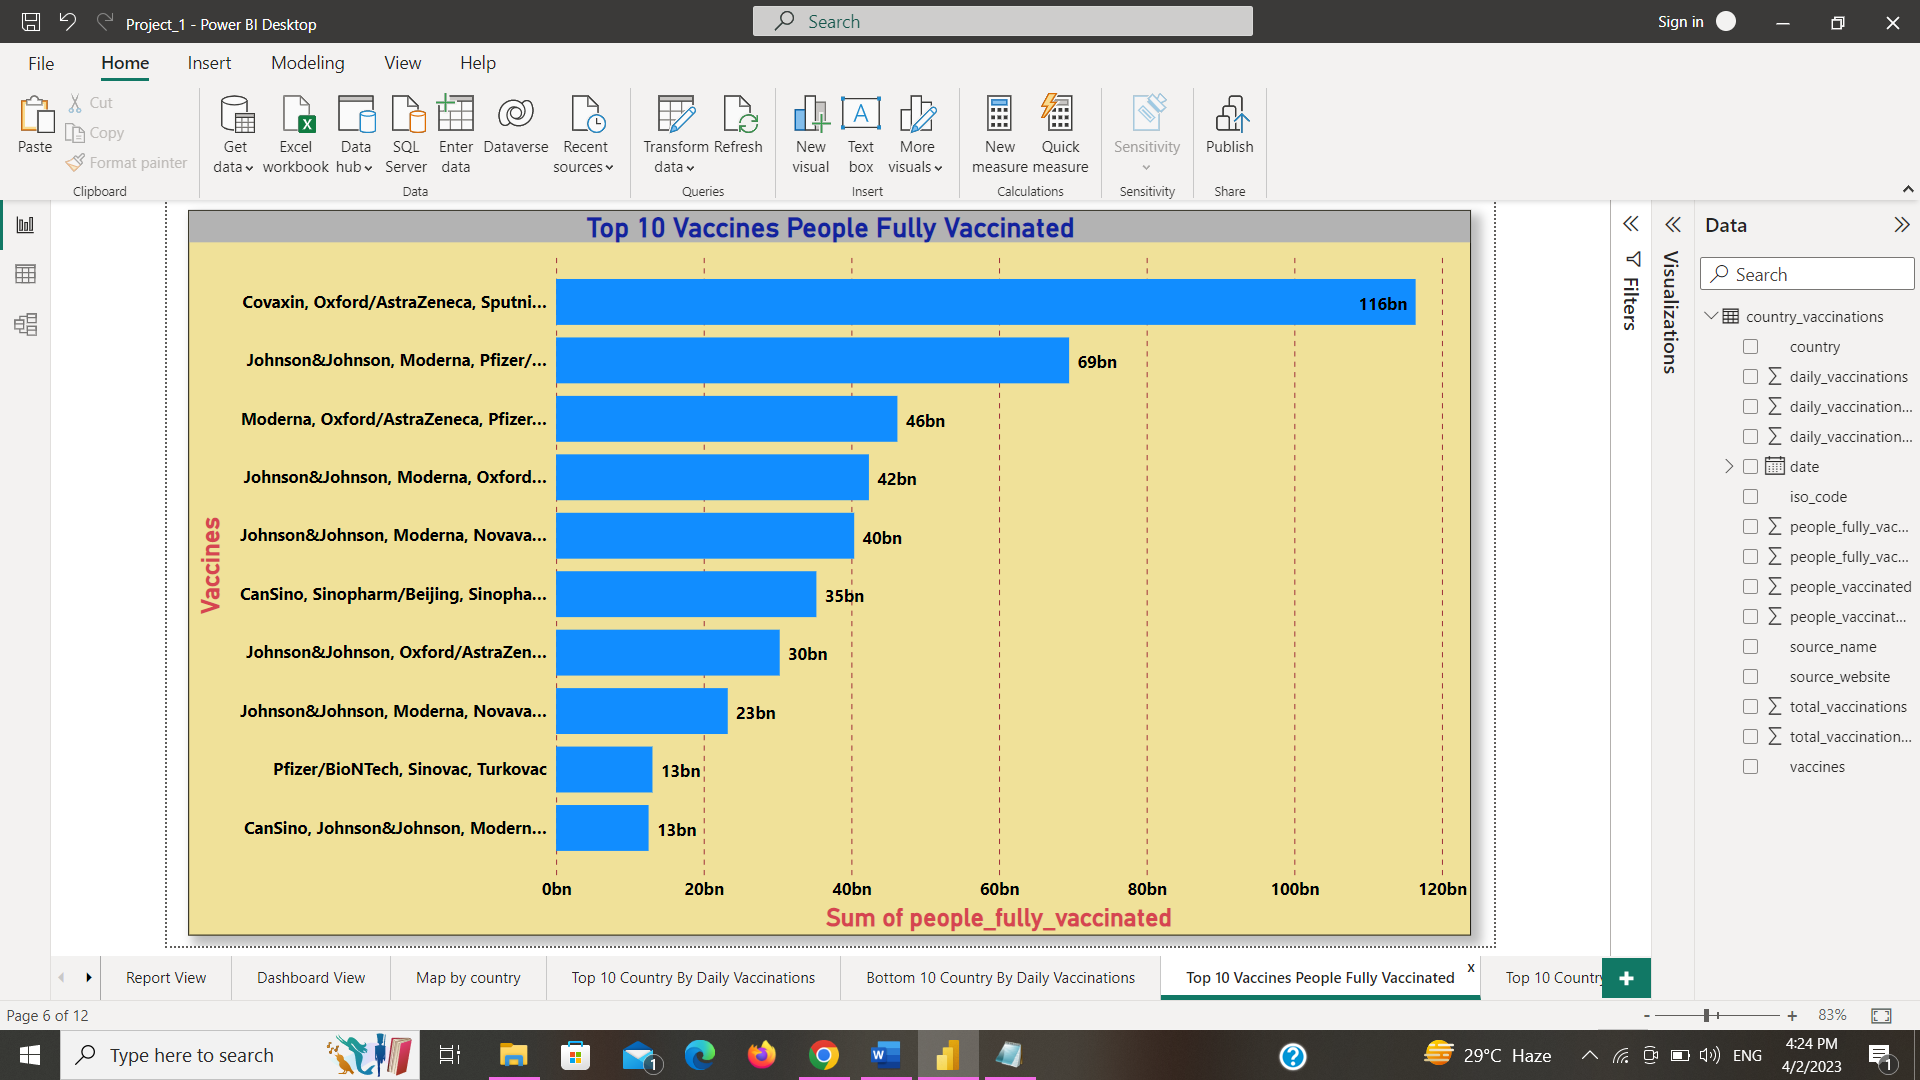 Project_1 - Power BI Desktop
Search
Sign in
File Home Insert Modeling View Help
Paste
Cut
Copy
Format painter
Clipboard
Get data
Excel workbook
Data hub
SQL Server
Enter data
Dataverse
Recent sources
Data
Transform data
Refresh
Queries
New visual
Text box
More visuals
Insert
New measure
Quick measure
Calculations
Sensitivity
Sensitivity
Publish
Share
Top 10 Vaccines People Fully Vaccinated
Vaccines
Covaxin, Oxford/AstraZeneca, Sputni... 116bn
Johnson&Johnson, Moderna, Pfizer/... 69bn
Moderna, Oxford/AstraZeneca, Pfizer... 46bn
Johnson&Johnson, Moderna, Oxford... 42bn
Johnson&Johnson, Moderna, Novava... 40bn
CanSino, Sinopharm/Beijing, Sinopha... 35bn
Johnson&Johnson, Oxford/AstraZen... 30bn
Johnson&Johnson, Moderna, Novava... 23bn
Pfizer/BioNTech, Sinovac, Turkovac 13bn
CanSino, Johnson&Johnson, Modern... 13bn
0bn 20bn 40bn 60bn 80bn 100bn 120bn
Sum of people_fully_vaccinated
Filters
Visualizations
Data
Search
country_vaccinations
country
daily_vaccinations
daily_vaccination...
daily_vaccination...
date
iso_code
people_fully_vac...
people_fully_vac...
people_vaccinated
people_vaccinat...
source_name
source_website
total_vaccinations
total_vaccination...
vaccines
Report View
Dashboard View
Map by country
Top 10 Country By Daily Vaccinations
Bottom 10 Country By Daily Vaccinations
Top 10 Vaccines People Fully Vaccinated x
Top 10 Country
Page 6 of 12
- + 83%
Type here to search
1
29°C Haze
ENG
4:24 PM
4/2/2023
1